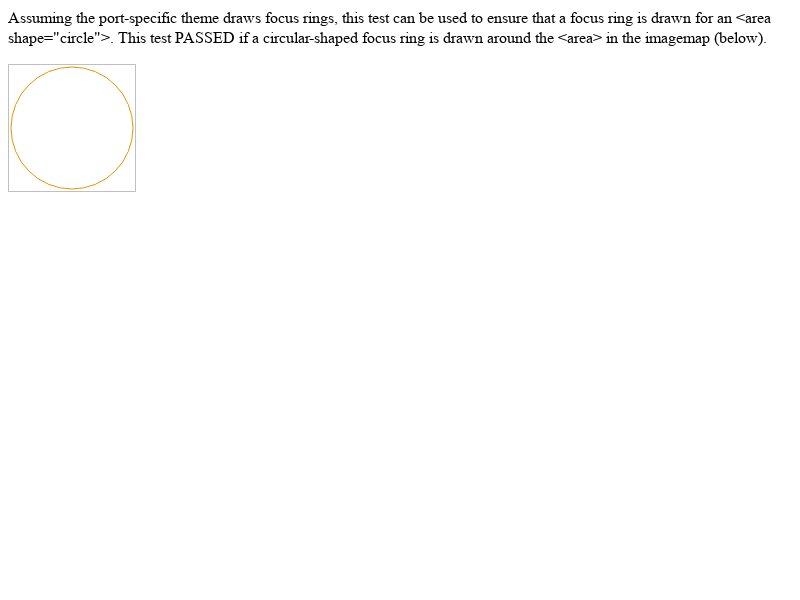 Assuming the port-specific theme draws focus rings, this test can be used to ensure that a focus ring is drawn for an <area
shape="circle">. This test PASSED if a circular-shaped focus ring is drawn around the <area> in the imagemap (below).